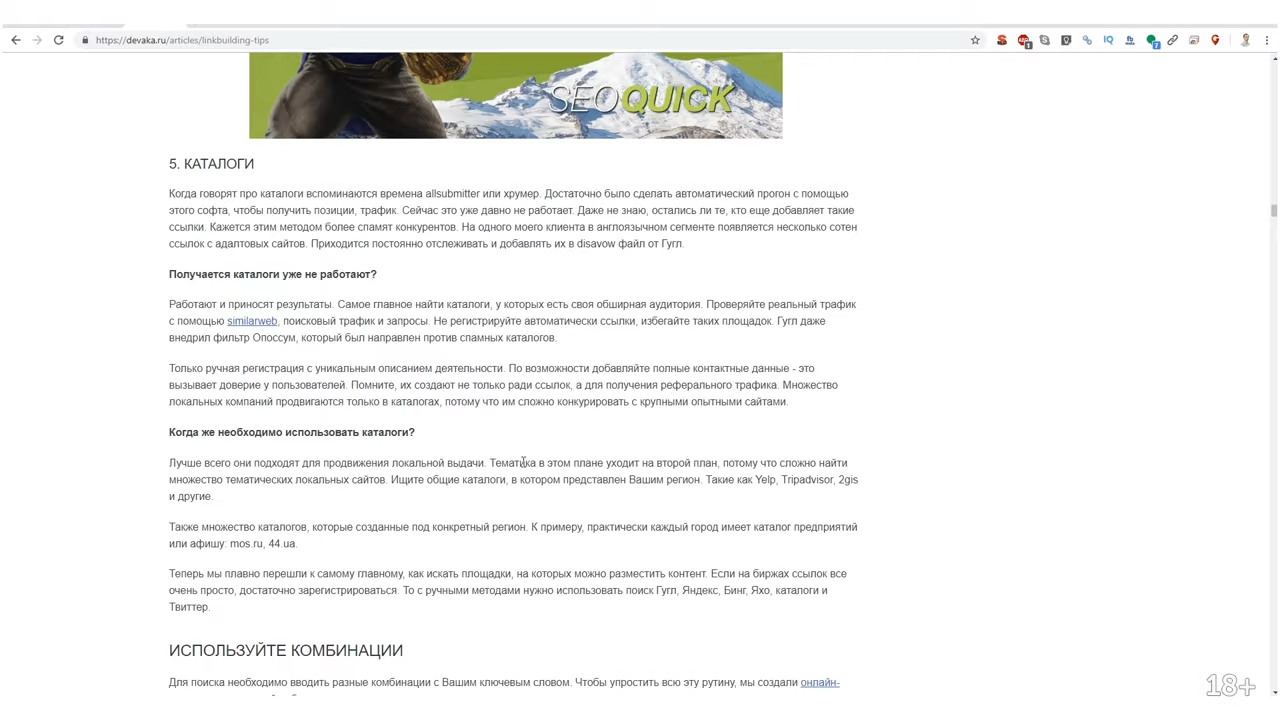 https://devaka.ru/articles/linkbuilding-tips
SEOQUICK
5. КАТАЛОГИ
Когда говорят про каталоги вспоминаются времена allsubmitter или хрумер. Достаточно было сделать автоматический прогон с помощью
этого софта, чтобы получить позиции, трафик. Сейчас это уже давно не работает. Даже не знаю, остались ли те, кто еще добавляет такие
ссылки. Кажется этим методом более спамят конкурентов. На одного моего клиента в англоязычном сегменте появляется несколько сотен
ссылок с адалтовых сайтов. Приходится постоянно отслеживать и добавлять их в disavow файл от Гугл.
Получается каталоги уже не работают?
Работают и приносят результаты. Самое главное найти каталоги, у которых есть своя обширная аудитория. Проверяйте реальный трафик
с помощью similarweb, поисковый трафик и запросы. Не регистрируйте автоматически ссылки, избегайте таких площадок. Гугл даже
внедрил фильтр Опоссум, который был направлен против спамных каталогов.
Только ручная регистрация с уникальным описанием деятельности. По возможности добавляйте полные контактные данные - это
вызывает доверие у пользователей. Помните, их создают не только ради ссылок, а для получения реферального трафика. Множество
локальных компаний продвигаются только в каталогах, потому что им сложно конкурировать с крупными опытными сайтами.
Когда же необходимо использовать каталоги?
Лучше всего они подходят для продвижения локальной выдачи. Тематика в этом плане уходит на второй план, потому что сложно найти
множество тематических локальных сайтов. Ищите общие каталоги, в котором представлен Вашим регион. Такие как Yelp, Tripadvisor, 2gis
и другие.
Также множество каталогов, которые созданные под конкретный регион. К примеру, практически каждый город имеет каталог предприятий
или афишу: mos.ru, 44.ua.
Теперь мы плавно перешли к самому главному, как искать площадки, на которых можно разместить контент. Если на биржах ссылок все
очень просто, достаточно зарегистрироваться. То с ручными методами нужно использовать поиск Гугл, Яндекс, Бинг, Яхо, каталоги и
Твиттер.
ИСПОЛЬЗУЙТЕ КОМБИНАЦИИ
Для поиска необходимо вводить разные комбинации с Вашим ключевым словом. Чтобы упростить всю эту рутину, мы создали онлайн-
18+